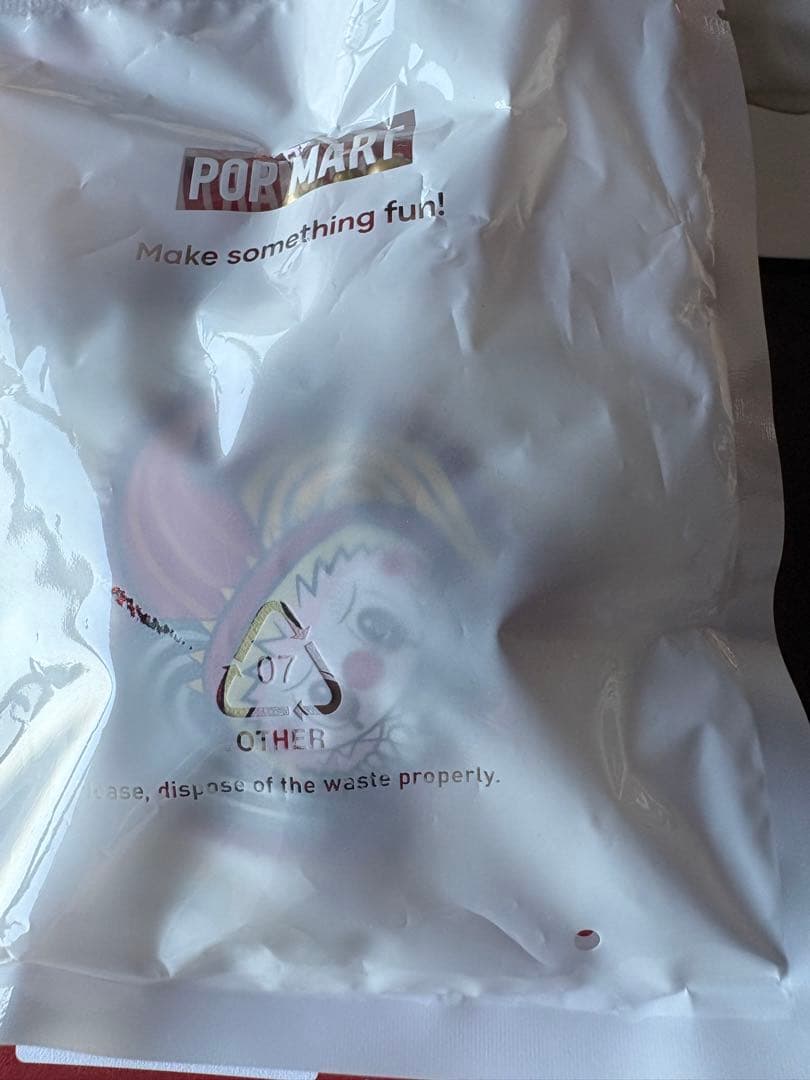 POP MART
Make something fun!
07
OTHER
dispose of the waste properly.